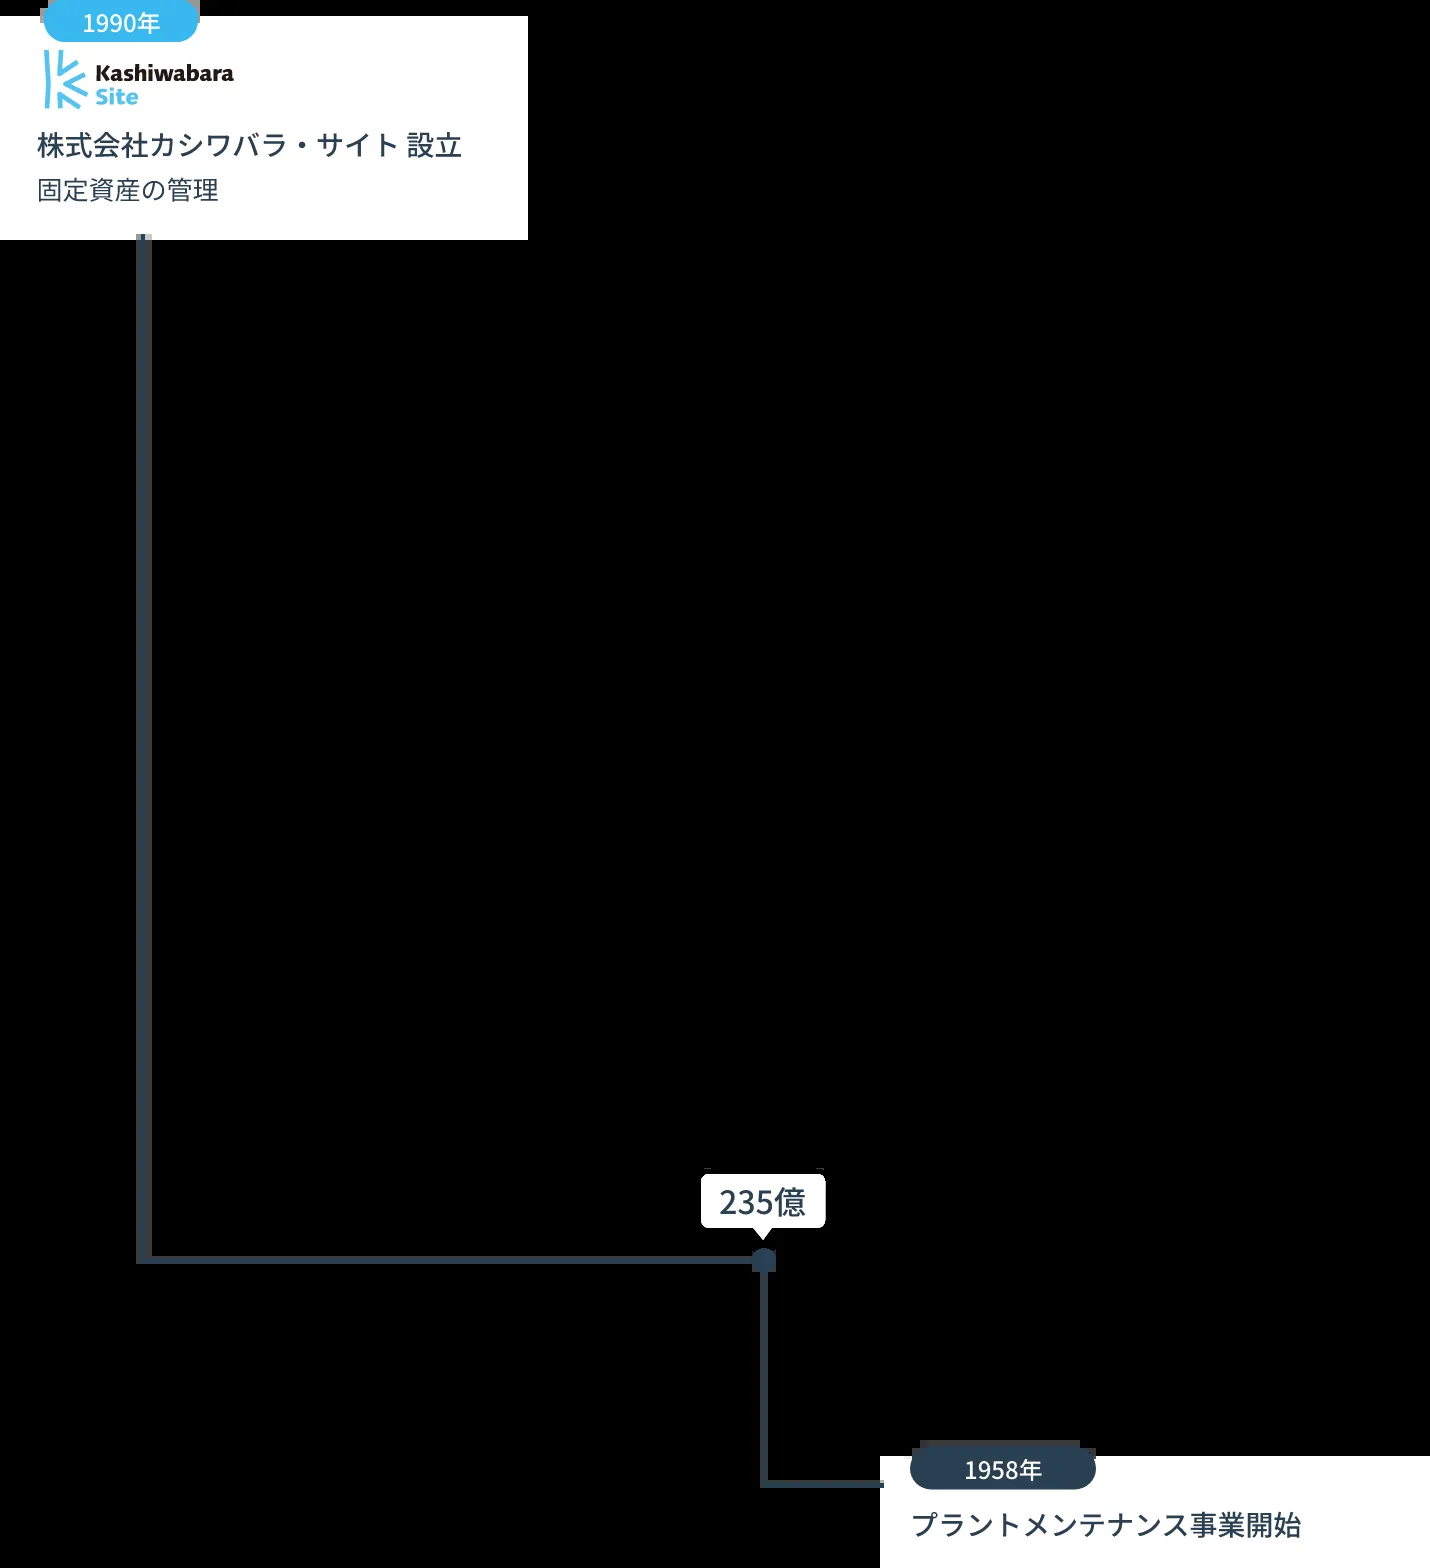 1990年
Kashiwabara
Site
株式会社カシワバラ・サイト 設立
固定資産の管理
235億
1958年
プラントメンテナンス事業開始